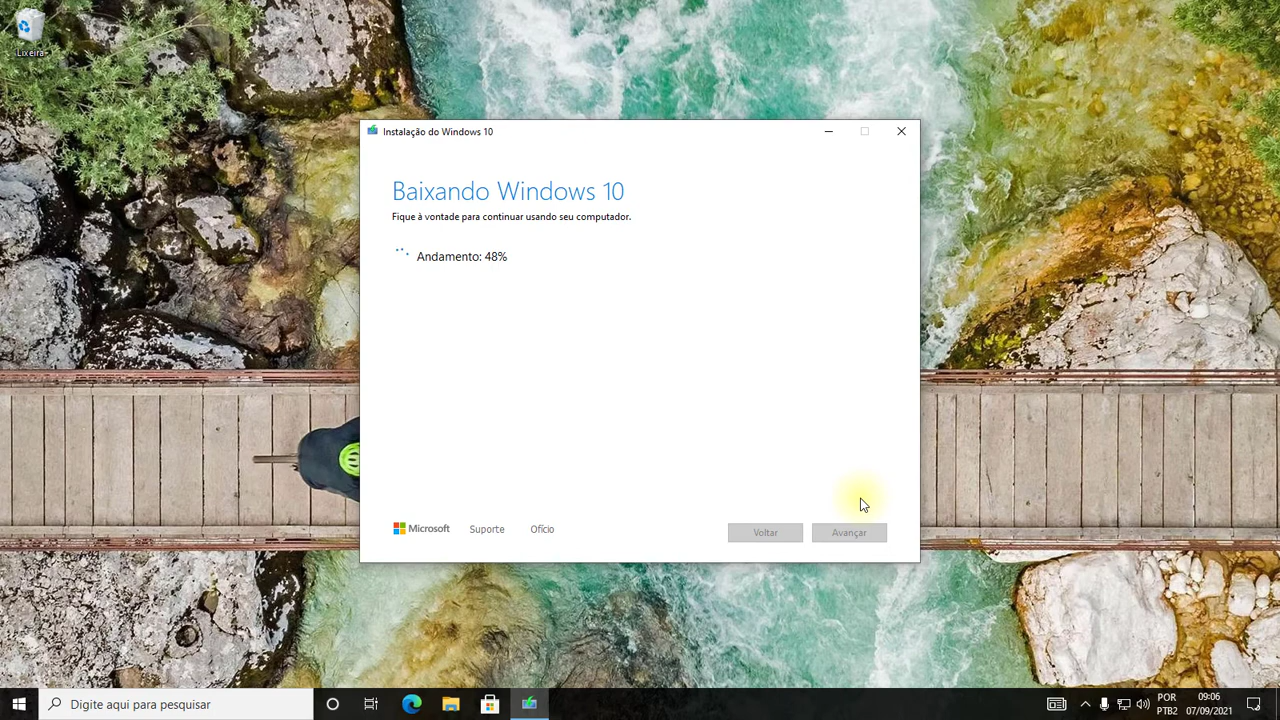 Lixeira
Instalação do Windows 10
Baixando Windows 10
Fique à vontade para continuar usando seu computador.
Andamento: 48%
Microsoft
Suporte
Ofício
Voltar
Avançar
Digite aqui para pesquisar
POR
PTB2
09:06
07/09/2021